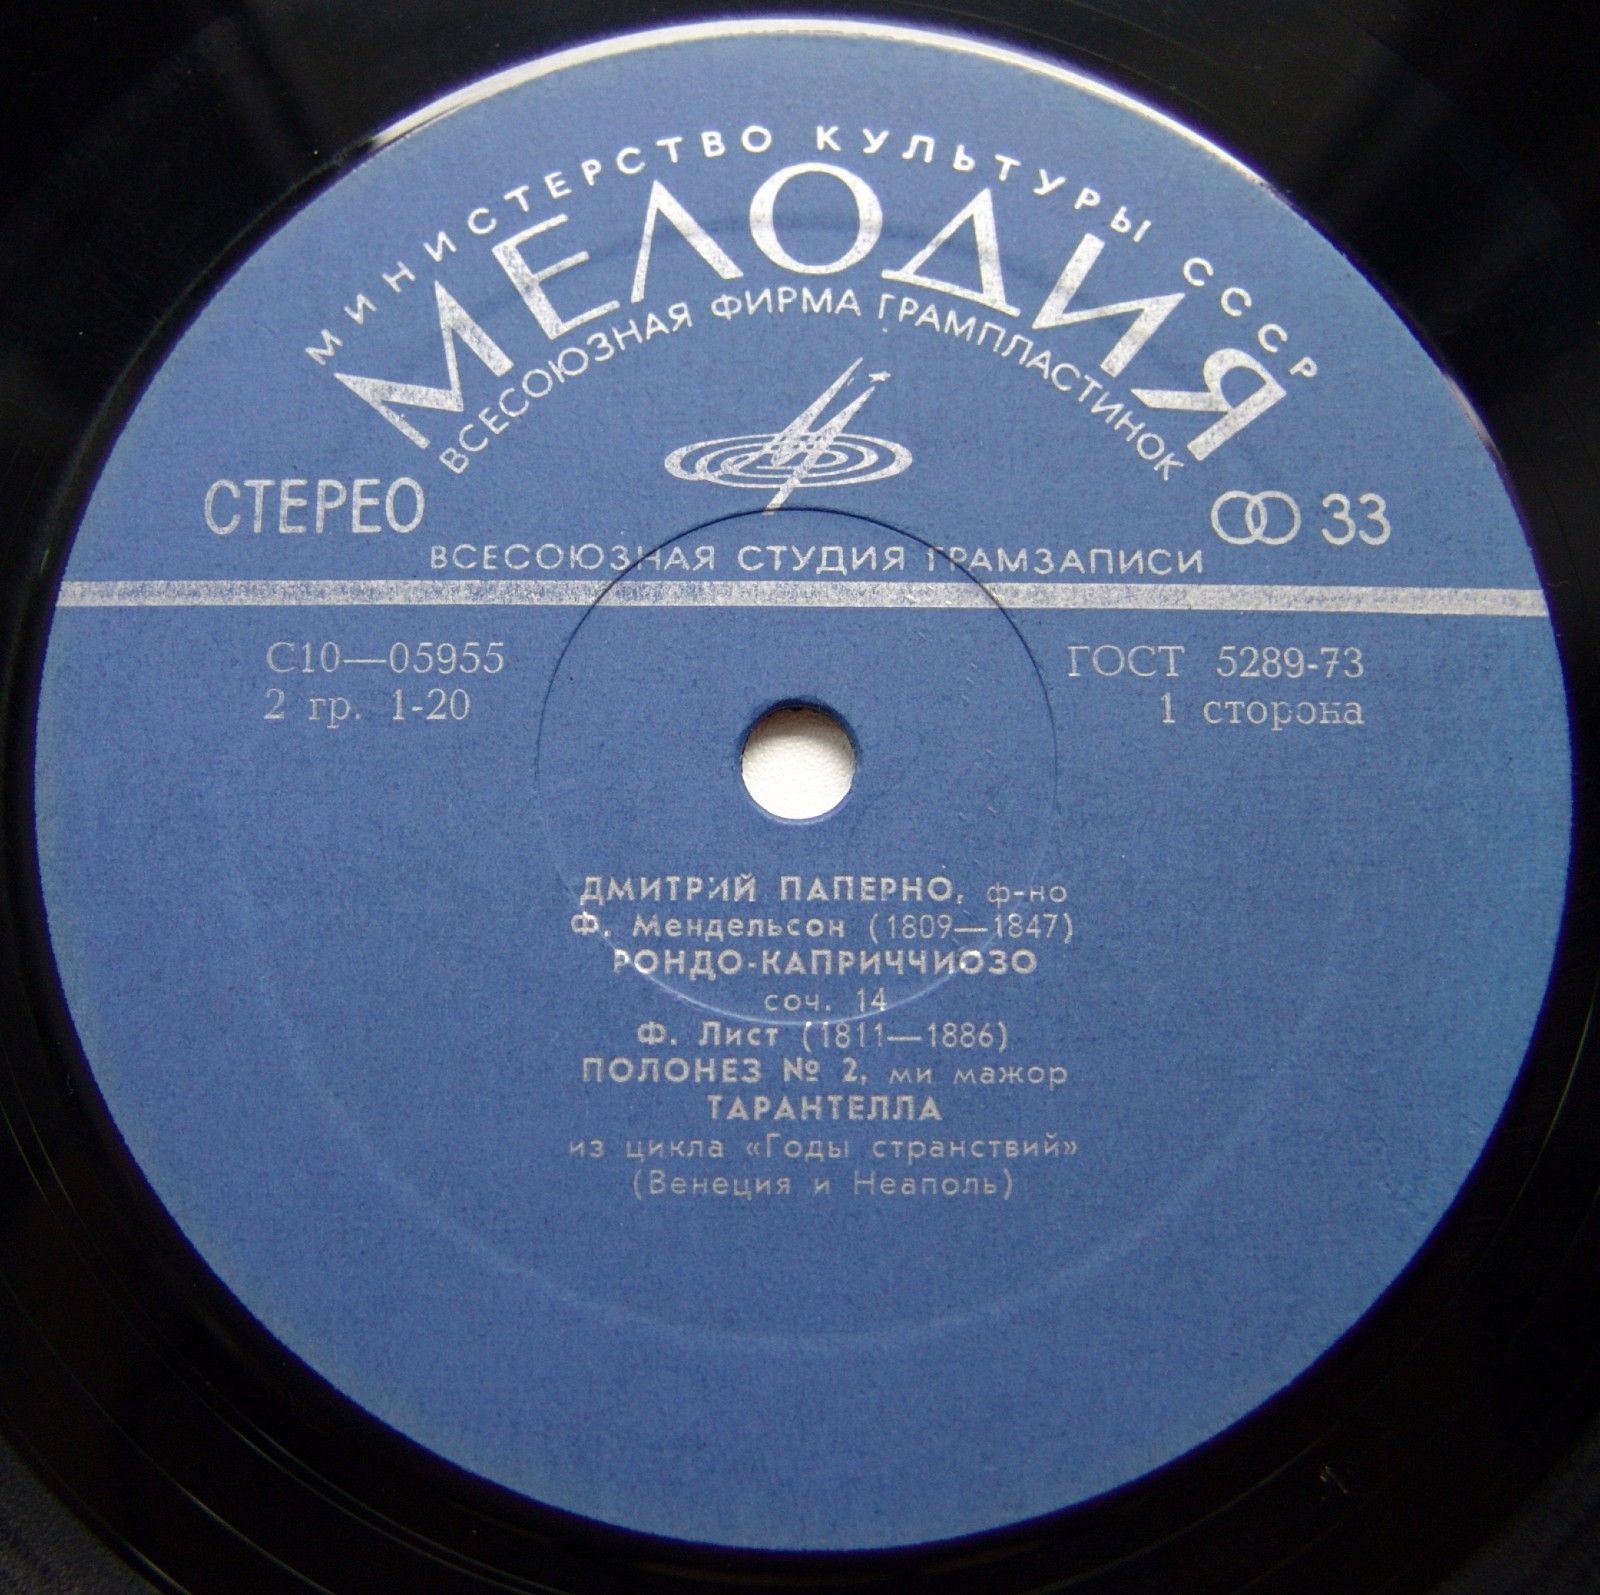 МИНИСТЕРСТВО КУЛЬТУРЫ СССР
МЕЛОДИЯ
ВСЕСОЮЗНАЯ ФИРМА ГРАМПЛАСТИНОК
СТЕРЕО
33
ВСЕСОЮЗНАЯ СТУДИЯ ГРАМЗАПИСИ
С10—05955
ГОСТ 5289-73
2 гр. 1-20
1 сторона
ДМИТРИЙ ПАПЕРНО, ф-но
Ф. Мендельсон (1809—1847)
РОНДО-КАПРИЧЧИОЗО
соч. 14
Ф. Лист (1811—1886)
ПОЛОНЕЗ № 2, ми мажор
ТАРАНТЕЛЛА
из цикла «Годы странствий»
(Венеция и Неаполь)